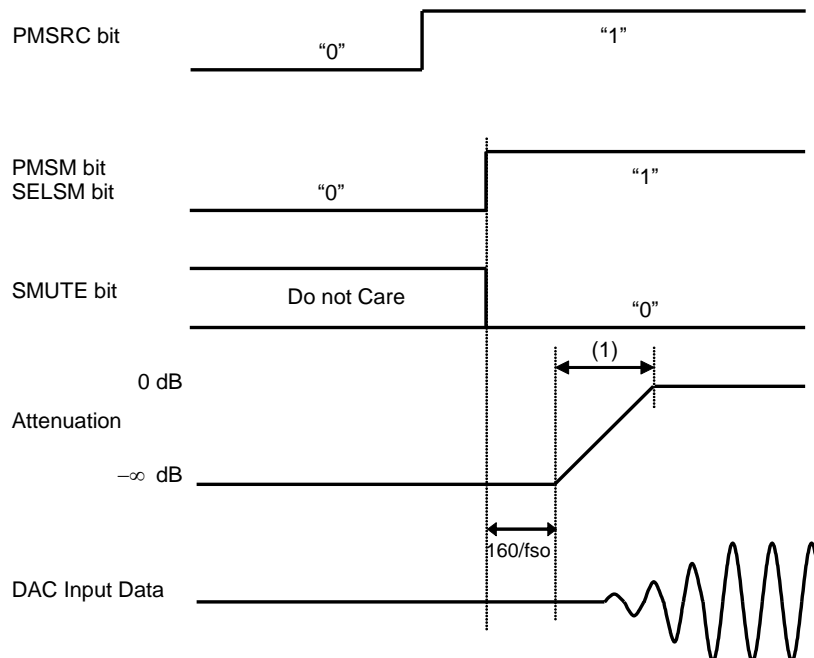 PMSRC bit
“0”
“1”
PMSM bit
SELSM bit
“0”
“1”
SMUTE bit
Do not Care
“0”
(1)
0 dB
Attenuation
−∞ dB
160/fso
DAC Input Data